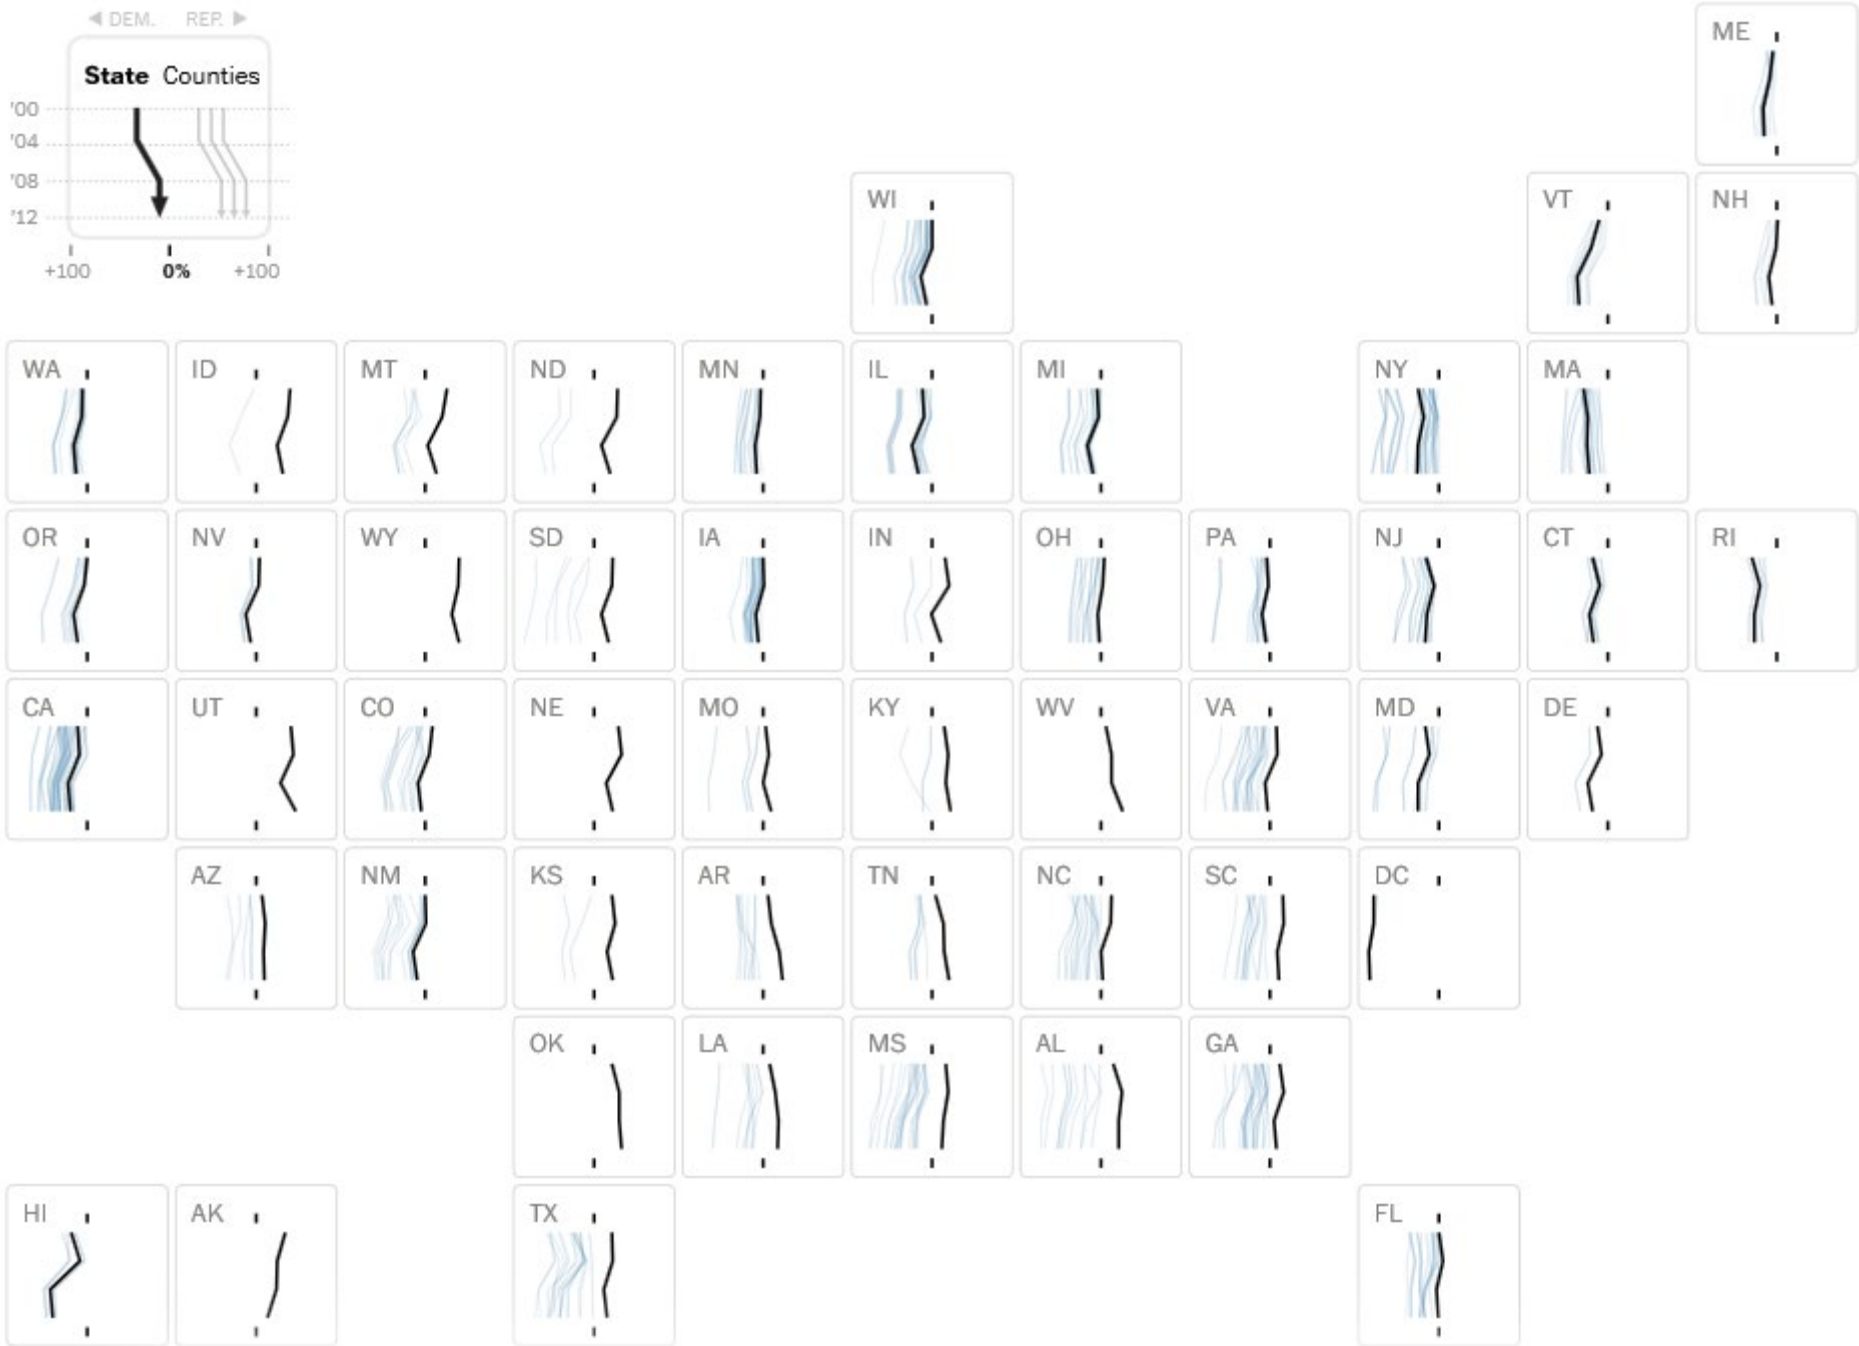 ◀ DEM. REP. ▶
State Counties
'00
'04
'08
'12
+100 0% +100
ME
WI VT NH
WA ID MT ND MN IL MI NY MA
OR NV WY SD IA IN OH PA NJ CT RI
CA UT CO NE MO KY WV VA MD DE
AZ NM KS AR TN NC SC DC
OK LA MS AL GA
HI AK TX FL